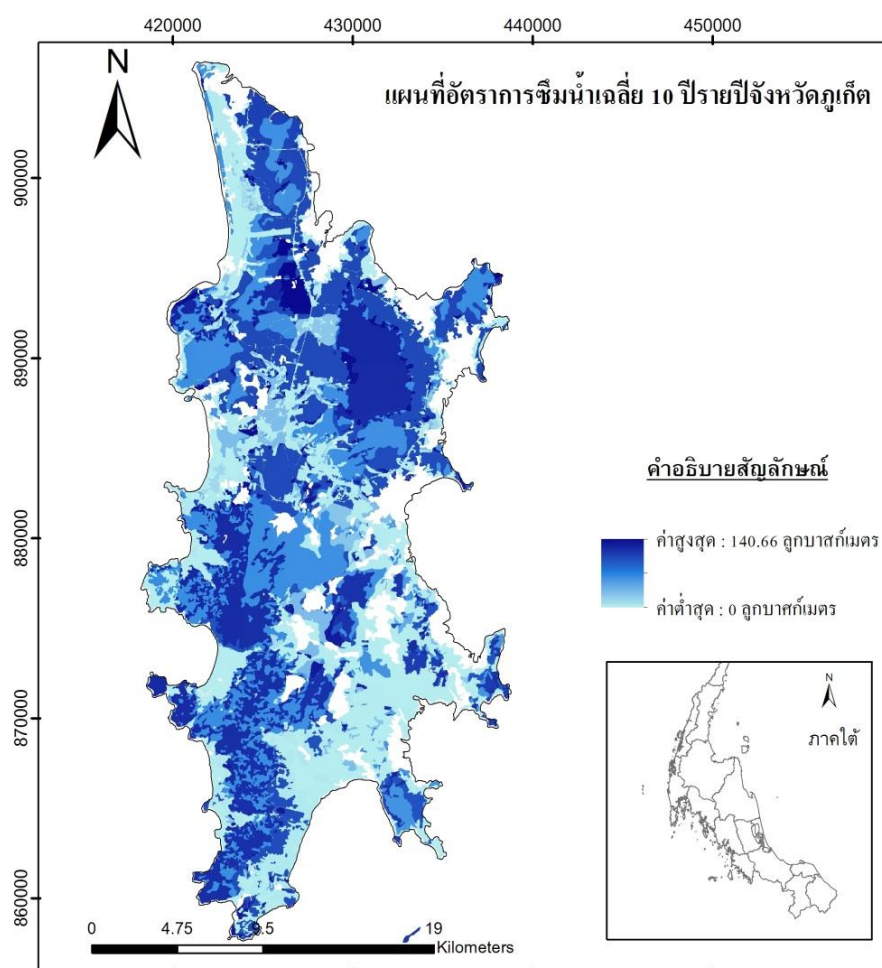 420000 430000 440000 450000
N
แผนที่อัตราการซึมน้ำเฉลี่ย 10 ปีรายปีจังหวัดภูเก็ต
900000
890000
880000
870000
860000
คำอธิบายสัญลักษณ์
ค่าสูงสุด : 140.66 ลูกบาสก์เมตร
ค่าต่ำสุด : 0 ลูกบาศก์เมตร
N
ภาคใต้
0 4.75 9.5 19
Kilometers